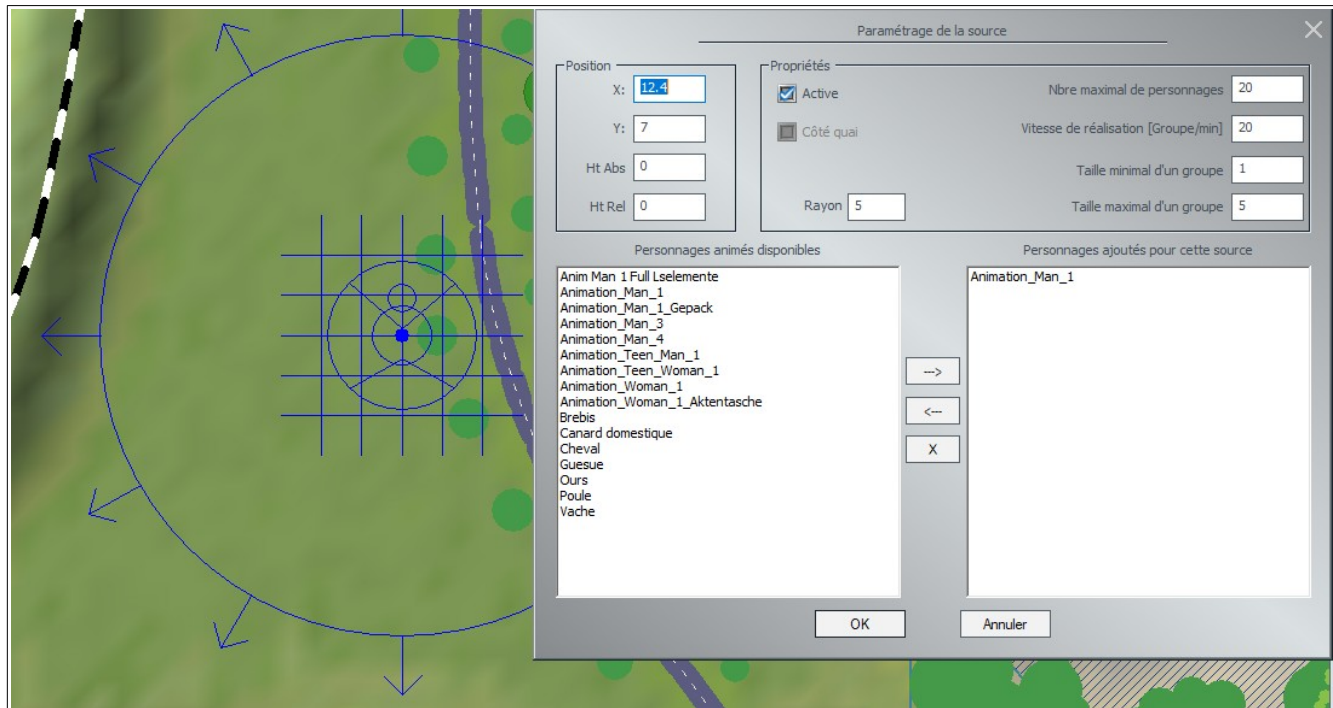 Paramétrage de la source
Position
X: 12.4
Y: 7
Ht Abs 0
Ht Rel 0
Propriétés
Active
Côté quai
Rayon 5
Nbre maximal de personnages 20
Vitesse de réalisation [Groupe/min] 20
Taille minimal d'un groupe 1
Taille maximal d'un groupe 5
Personnages animés disponibles
Anim Man 1 Full Lselemente
Animation_Man_1
Animation_Man_1_Gepack
Animation_Man_3
Animation_Man_4
Animation_Teen_Man_1
Animation_Teen_Woman_1
Animation_Woman_1
Animation_Woman_1_Aktentasche
Brebis
Canard domestique
Cheval
Guesue
Ours
Poule
Vache
--->
<---
X
Personnages ajoutés pour cette source
Animation_Man_1
OK
Annuler